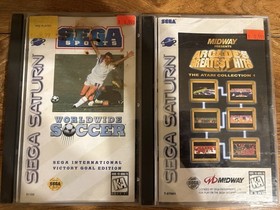 SEGA SATURN
SEGA
SPORTS
WORLDWIDE
SOCCER
SEGA INTERNATIONAL
VICTORY GOAL EDITION
SEGA SATURN
SEGA
MIDWAY
PRESENTS
ARCADE'S
GREATEST HITS
THE ATARI COLLECTION 1
MIDWAY